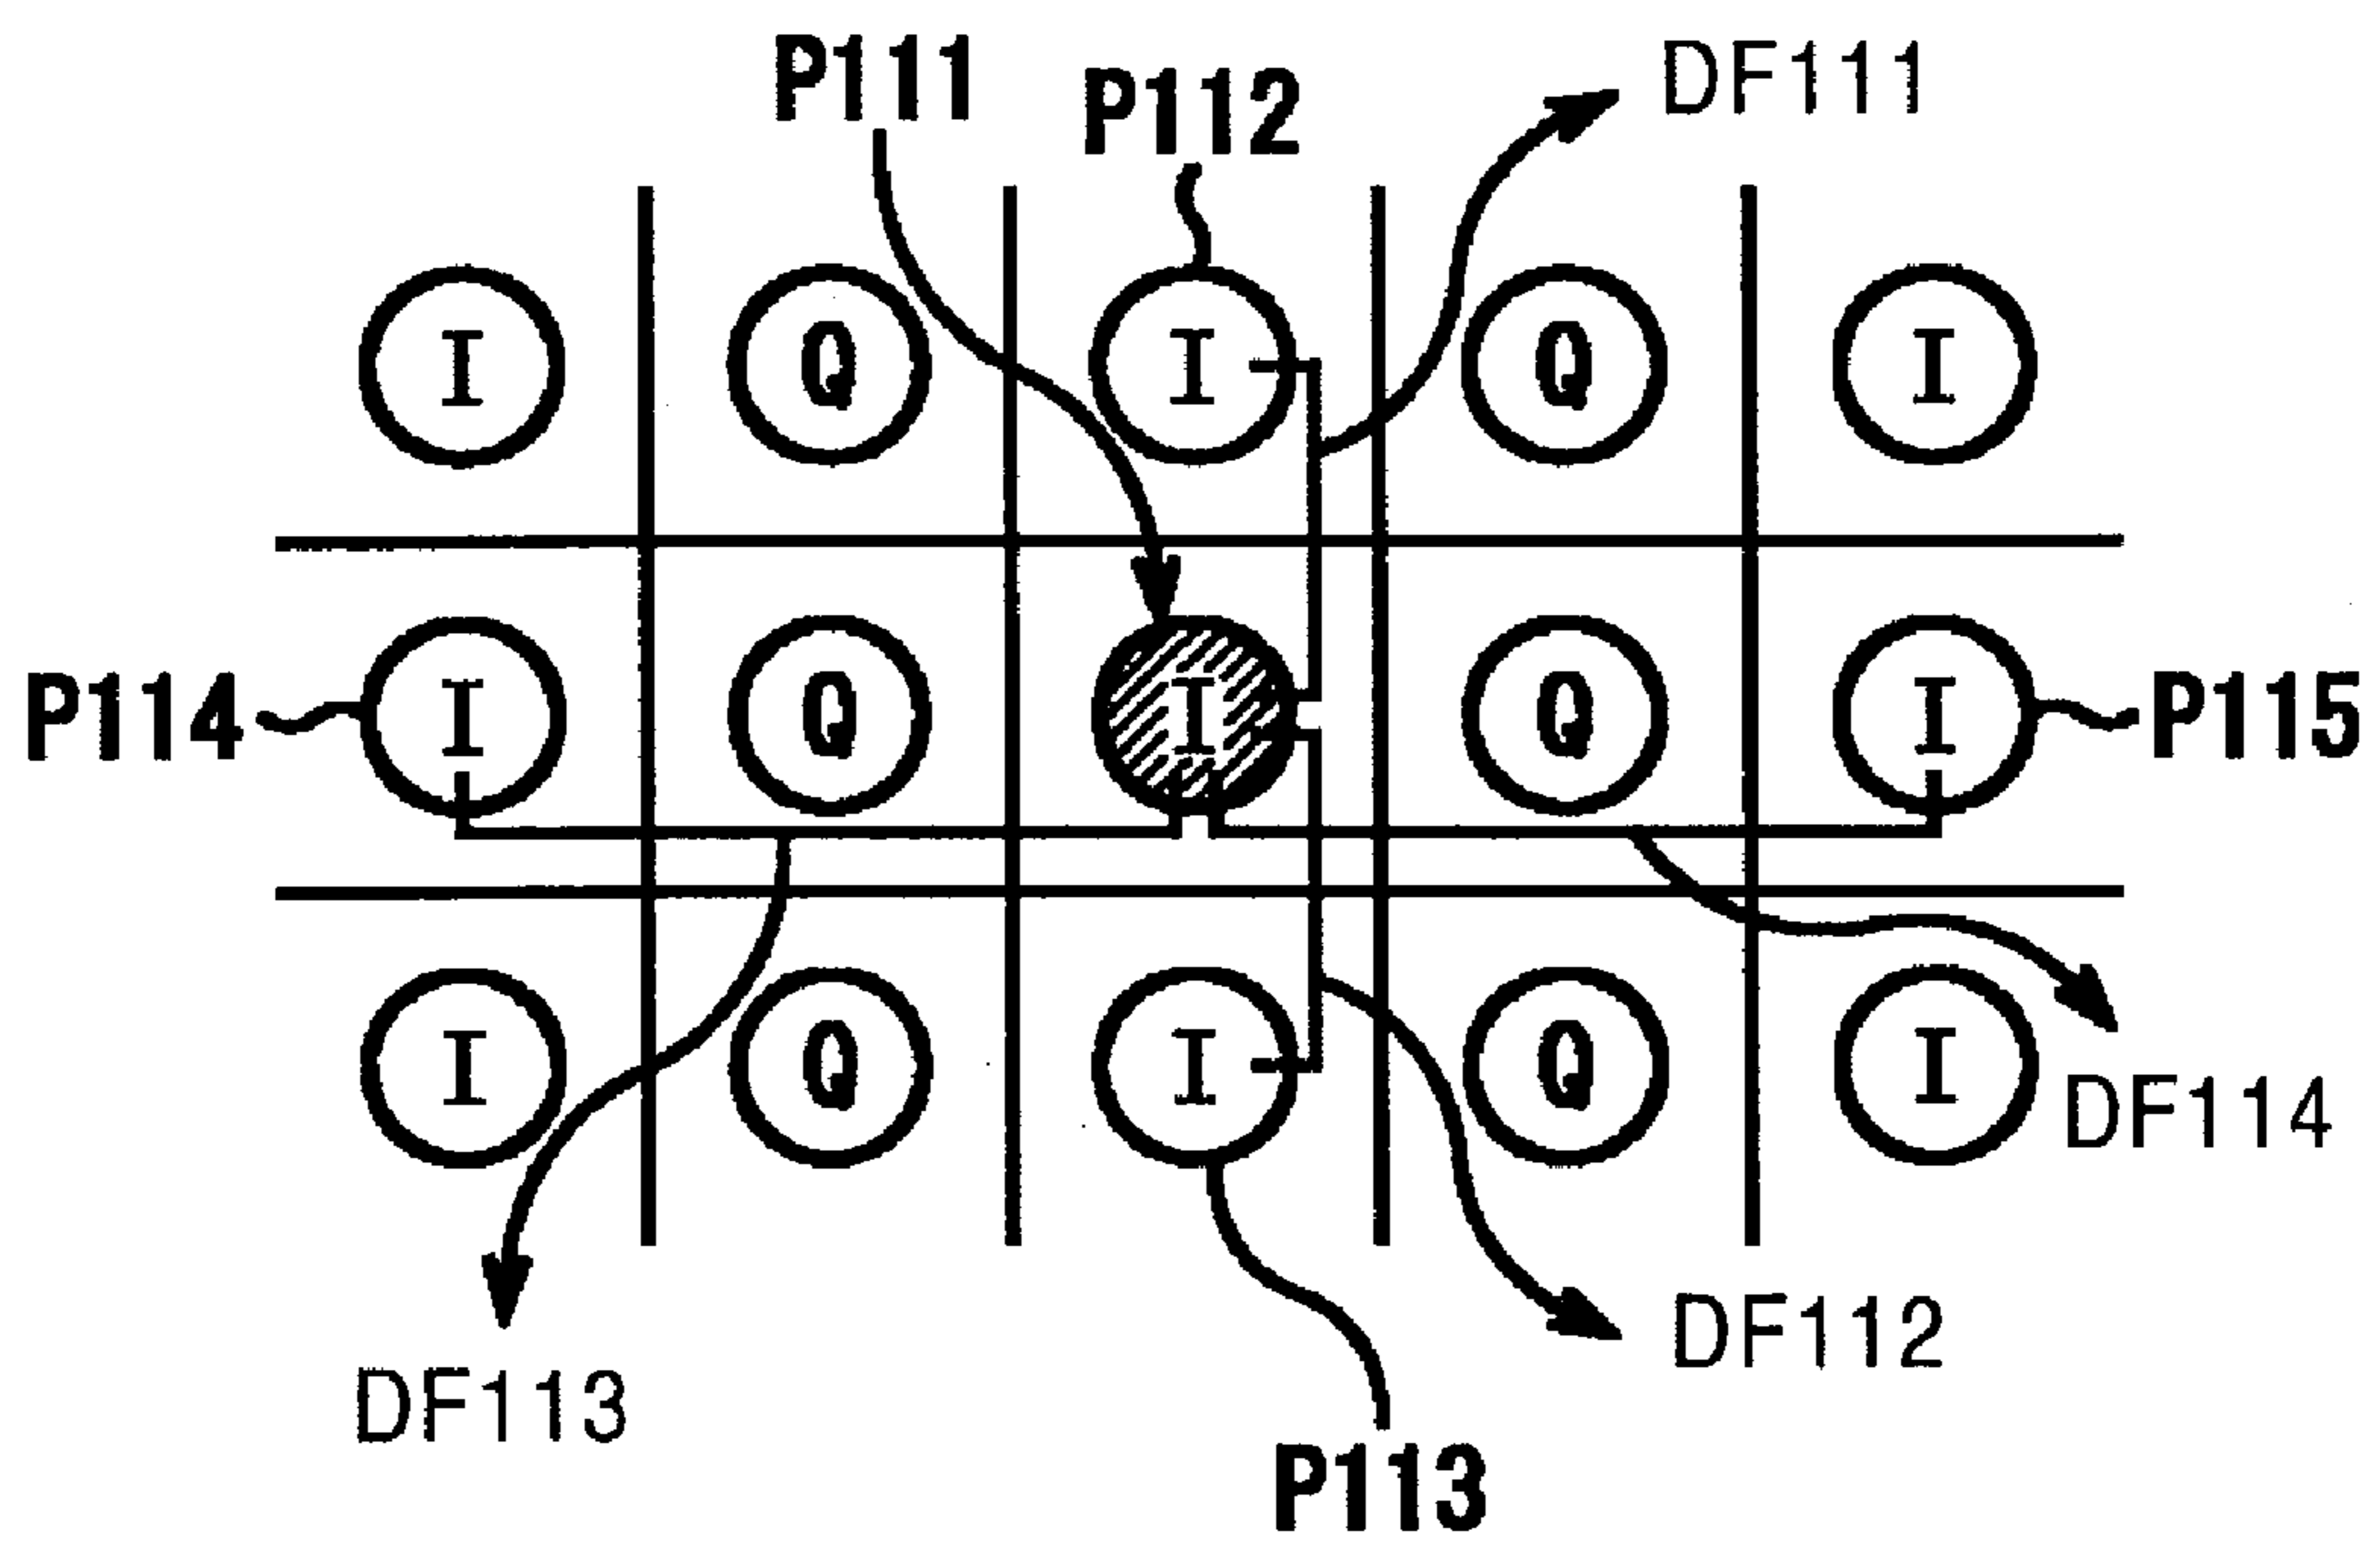 P111 P112 DF111
I Q I Q I
P114 I Q I Q I P115
I Q I Q I
DF114
DF112
DF113
P113